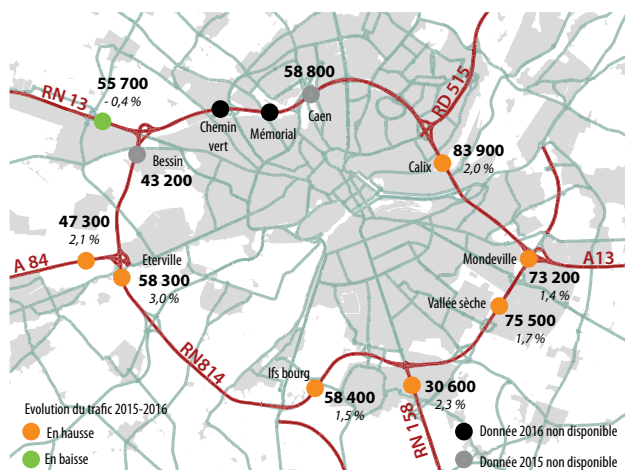 55 700
- 0,4 %
RN 13
58 800
Caen
Chemin
vert
Mémorial
RD 515
Bessin
43 200
83 900
2,0 %
Calix
47 300
2,1 %
A 84
Eterville
58 300
3,0 %
Mondeville
A13
73 200
1,4 %
Vallée sèche
75 500
1,7 %
RN814
Ifs bourg
58 400
1,5 %
30 600
2,3 %
RN 158
Evolution du trafic 2015-2016
En hausse
En baisse
Donnée 2016 non disponible
Donnée 2015 non disponible